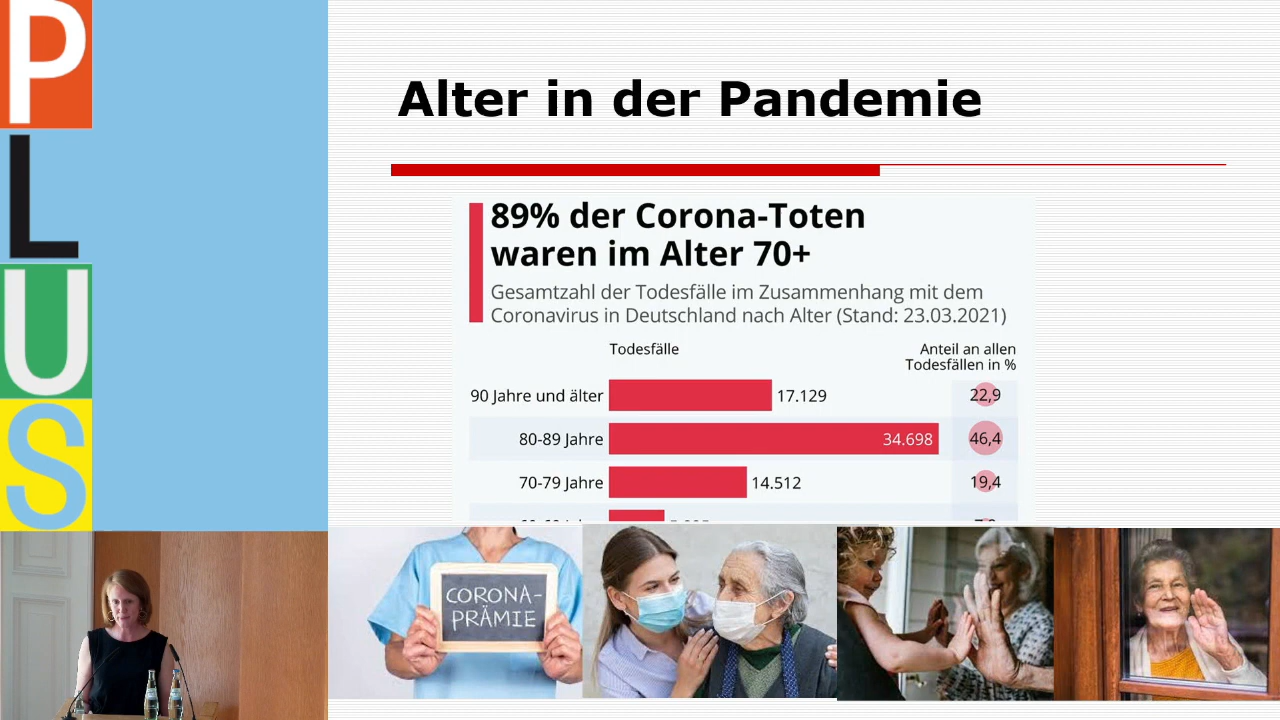 PLUS
Alter in der Pandemie
89% der Corona-Toten
waren im Alter 70+
Gesamtzahl der Todesfälle im Zusammenhang mit dem
Coronavirus in Deutschland nach Alter (Stand: 23.03.2021)
Todesfälle
Anteil an allen
Todesfällen in %
90 Jahre und älter 17.129 22,9
80-89 Jahre 34.698 46,4
70-79 Jahre 14.512 19,4
CORONA-
PRÄMIE